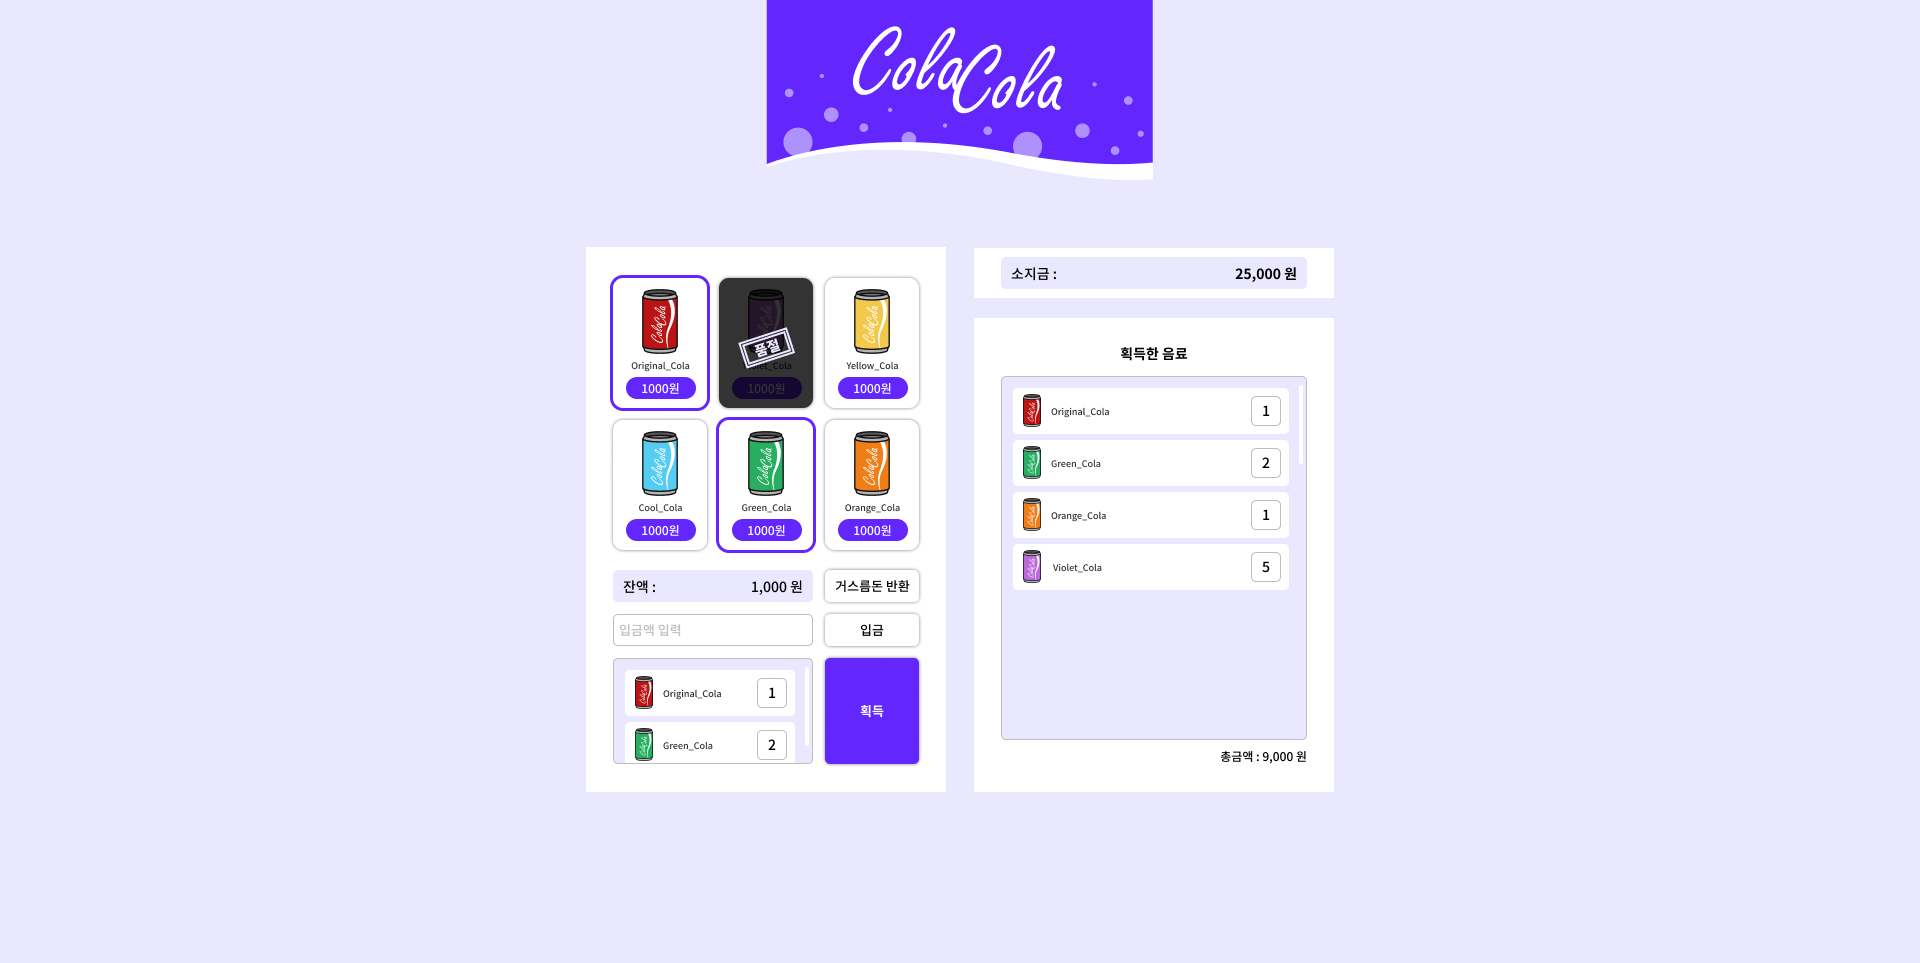 ColaCola
Original_Cola
1000원
품절
1000원
Yellow_Cola
1000원
Cool_Cola
1000원
Green_Cola
1000원
Orange_Cola
1000원
잔액 : 1,000 원
거스름돈 반환
입금액 입력
입금
Original_Cola 1
Green_Cola 2
획득
소지금 : 25,000 원
획득한 음료
Original_Cola 1
Green_Cola 2
Orange_Cola 1
Violet_Cola 5
총금액 : 9,000 원